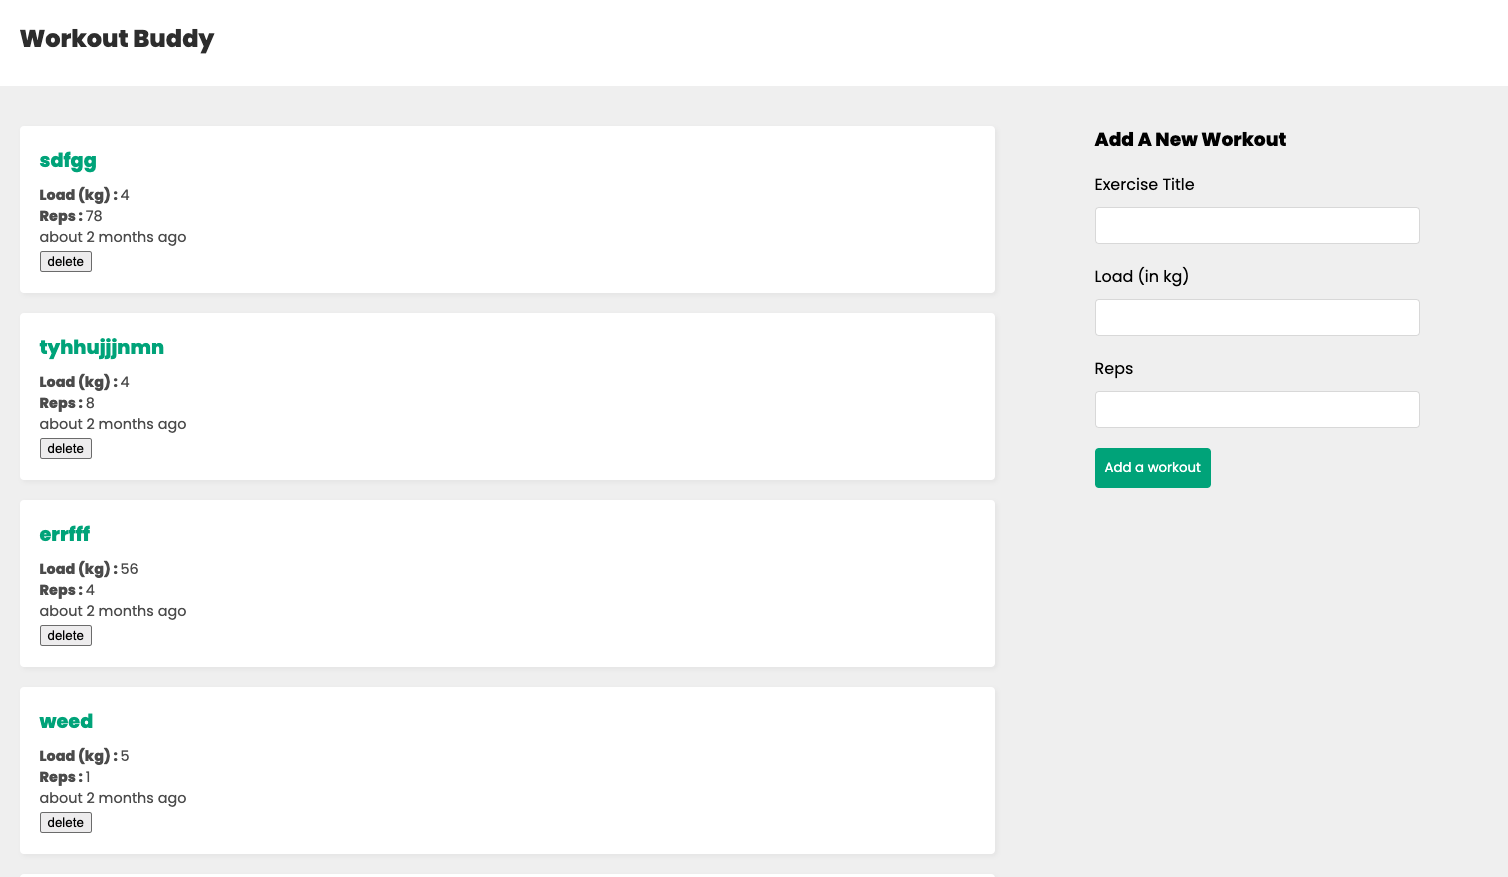 Workout Buddy
sdfgg
Load (kg) : 4
Reps : 78
about 2 months ago
delete
tyhhujjjnmn
Load (kg) : 4
Reps : 8
about 2 months ago
delete
errfff
Load (kg) : 56
Reps : 4
about 2 months ago
delete
weed
Load (kg) : 5
Reps : 1
about 2 months ago
delete
Add A New Workout
Exercise Title
Load (in kg)
Reps
Add a workout